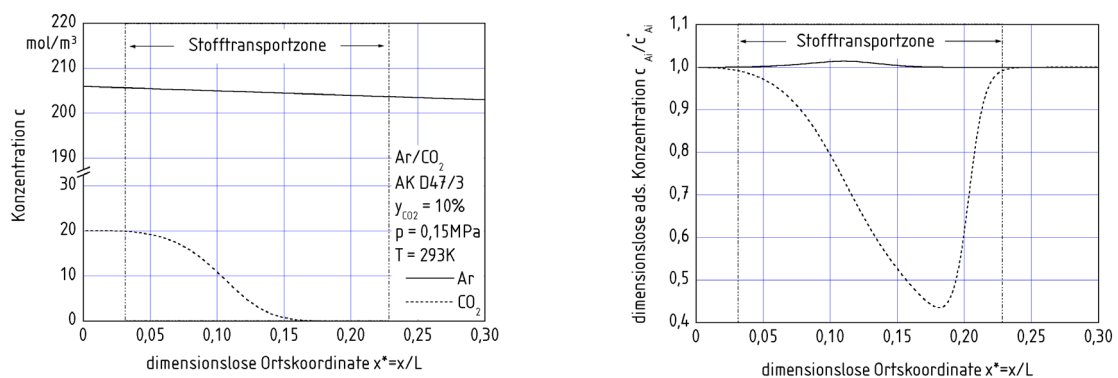 220
mol/m³
210
200
190
30
20
10
0
Konzentration c
Stofftransportzone
Ar/CO₂
AK D47/3
y_CO2 = 10%
p = 0,15MPa
T = 293K
Ar
CO₂
0 0,05 0,10 0,15 0,20 0,25 0,30
dimensionslose Ortskoordinate x*=x/L
1,1
1,0
0,9
0,8
0,7
0,6
0,5
0,4
dimensionslose ads. Konzentration c_Ai/c*_Ai
Stofftransportzone
0 0,05 0,10 0,15 0,20 0,25 0,30
dimensionslose Ortskoordinate x*=x/L